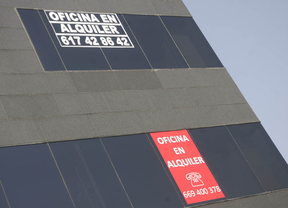 OFICINA EN
ALQUILER
617 42 86 42
OFICINA
EN
ALQUILER
669 400 378